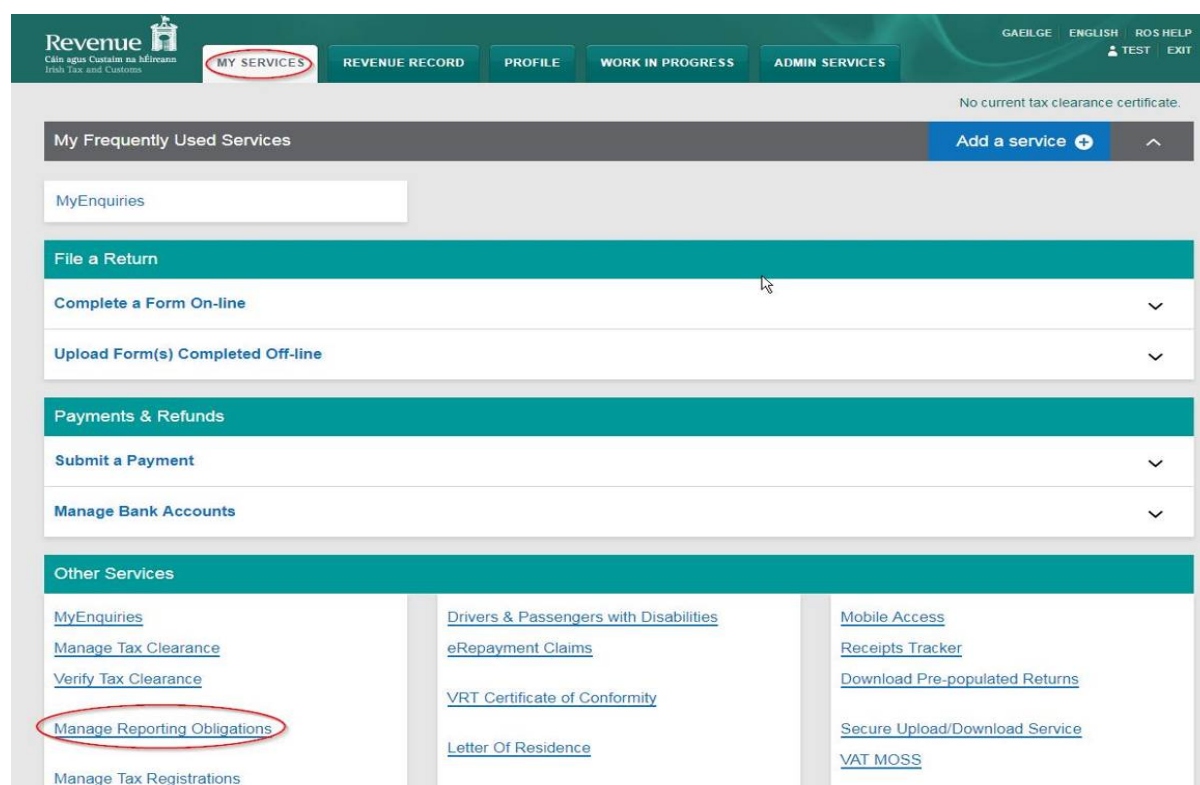 GAEILGE ENGLISH ROS HELP
TEST EXIT
Revenue
Cáin agus Custaim na hÉireann
Irish Tax and Customs
MY SERVICES REVENUE RECORD PROFILE WORK IN PROGRESS ADMIN SERVICES
No current tax clearance certificate.
My Frequently Used Services Add a service
MyEnquiries
File a Return
Complete a Form On-line
Upload Form(s) Completed Off-line
Payments & Refunds
Submit a Payment
Manage Bank Accounts
Other Services
MyEnquiries
Manage Tax Clearance
Verify Tax Clearance
Manage Reporting Obligations
Manage Tax Registrations
Drivers & Passengers with Disabilities
eRepayment Claims
VRT Certificate of Conformity
Letter Of Residence
Mobile Access
Receipts Tracker
Download Pre-populated Returns
Secure Upload/Download Service
VAT MOSS